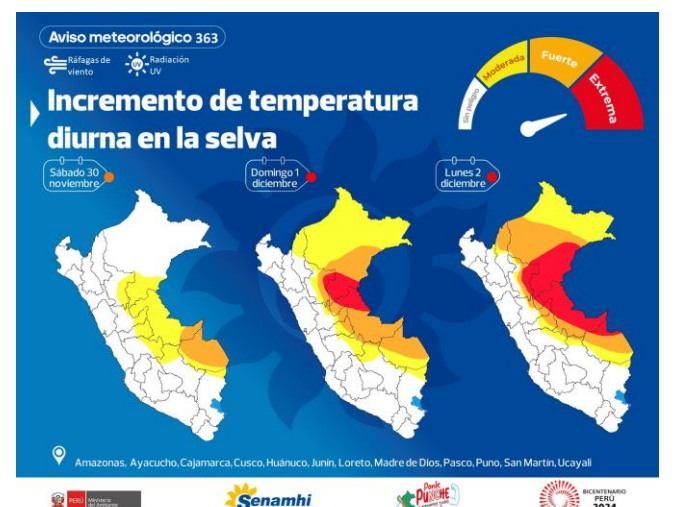 Aviso meteorológico 363
Ráfagas de
viento
UV
Radiación
UV
Sin peligro
Moderada
Fuerte
Extrema
Incremento de temperatura
diurna en la selva
Sábado 30
noviembre
Domingo 1
diciembre
Lunes 2
diciembre
Amazonas, Ayacucho, Cajamarca, Cusco, Huánuco, Junín, Loreto, Madre de Dios, Pasco, Puno, San Martín, Ucayali
PERÚ
Ministerio
del Ambiente
Senamhi
Ponle
BICENTENARIO
PERÚ
2024